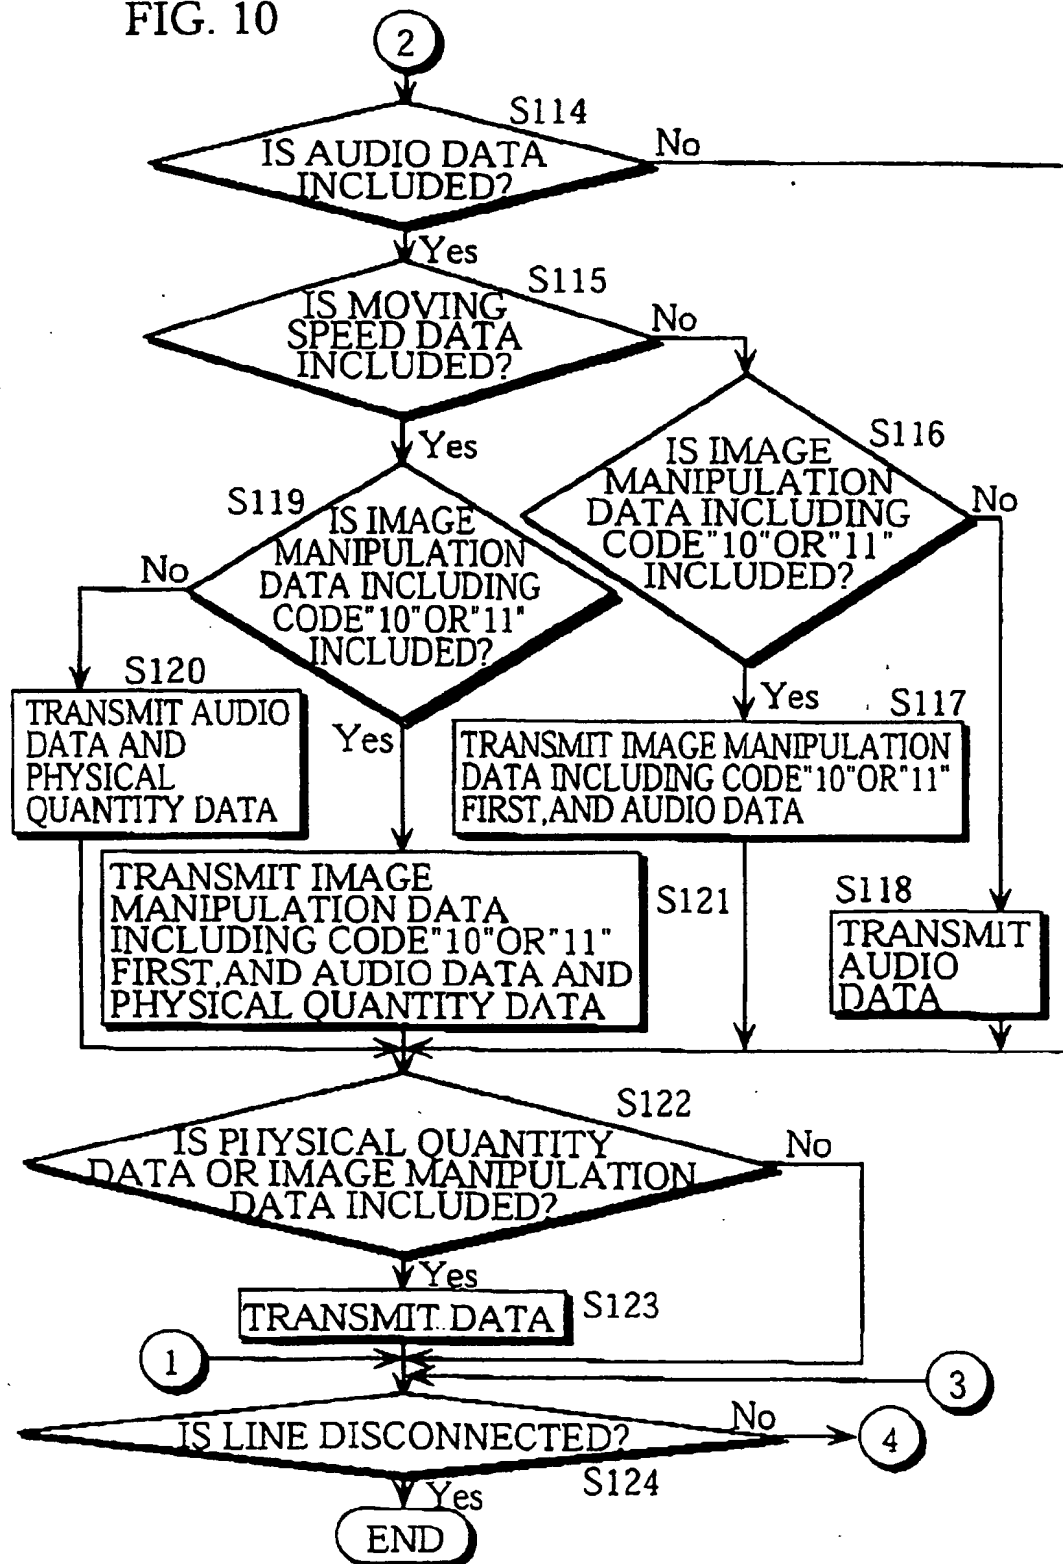 FIG. 10
2
S114
IS AUDIO DATA
INCLUDED?
No
Yes
S115
IS MOVING
SPEED DATA
INCLUDED?
No
Yes
S116
IS IMAGE
MANIPULATION
DATA INCLUDING
CODE"10"OR"11"
INCLUDED?
No
S119
IS IMAGE
MANIPULATION
DATA INCLUDING
CODE"10"OR"11"
INCLUDED?
No
Yes
Yes
S120
TRANSMIT AUDIO
DATA AND
PHYSICAL
QUANTITY DATA
S117
TRANSMIT IMAGE MANIPULATION
DATA INCLUDING CODE"10"OR"11"
FIRST,AND AUDIO DATA
S121
TRANSMIT IMAGE
MANIPULATION DATA
INCLUDING CODE"10"OR"11"
FIRST,AND AUDIO DATA AND
PHYSICAL QUANTITY DATA
S118
TRANSMIT
AUDIO
DATA
S122
IS PHYSICAL QUANTITY
DATA OR IMAGE MANIPULATION
DATA INCLUDED?
No
Yes
TRANSMIT DATA
S123
1
3
IS LINE DISCONNECTED?
No
4
S124
Yes
END